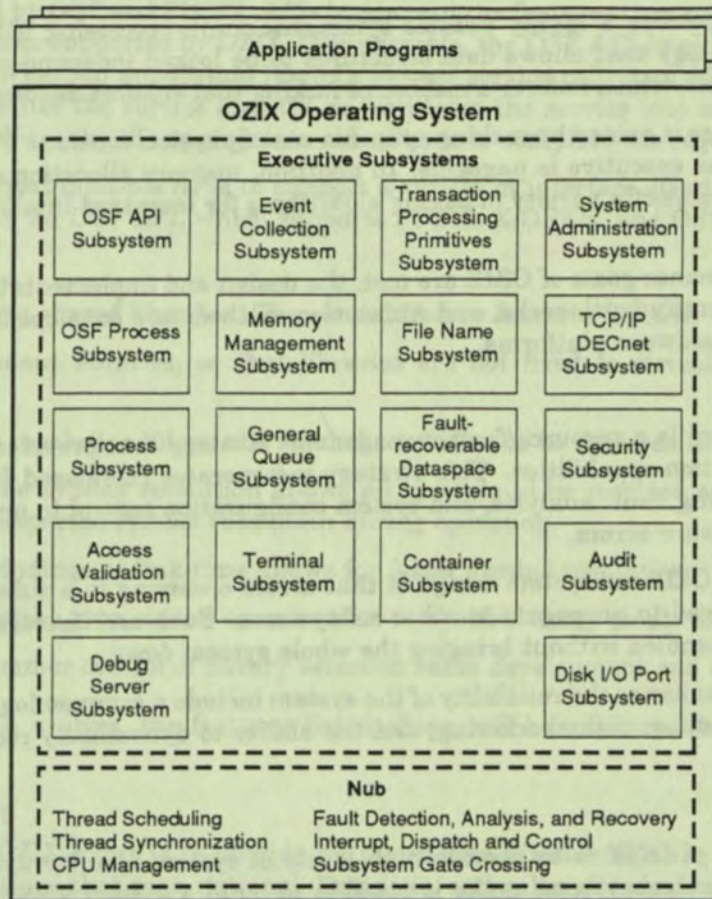 Application Programs
OZIX Operating System
Executive Subsystems
OSF API
Subsystem
Event
Collection
Subsystem
Transaction
Processing
Primitives
Subsystem
System
Administration
Subsystem
OSF Process
Subsystem
Memory
Management
Subsystem
File Name
Subsystem
TCP/IP
DECnet
Subsystem
Process
Subsystem
General
Queue
Subsystem
Fault-
recoverable
Dataspace
Subsystem
Security
Subsystem
Access
Validation
Subsystem
Terminal
Subsystem
Container
Subsystem
Audit
Subsystem
Debug
Server
Subsystem
Disk I/O Port
Subsystem
Nub
Thread Scheduling
Thread Synchronization
CPU Management
Fault Detection, Analysis, and Recovery
Interrupt, Dispatch and Control
Subsystem Gate Crossing